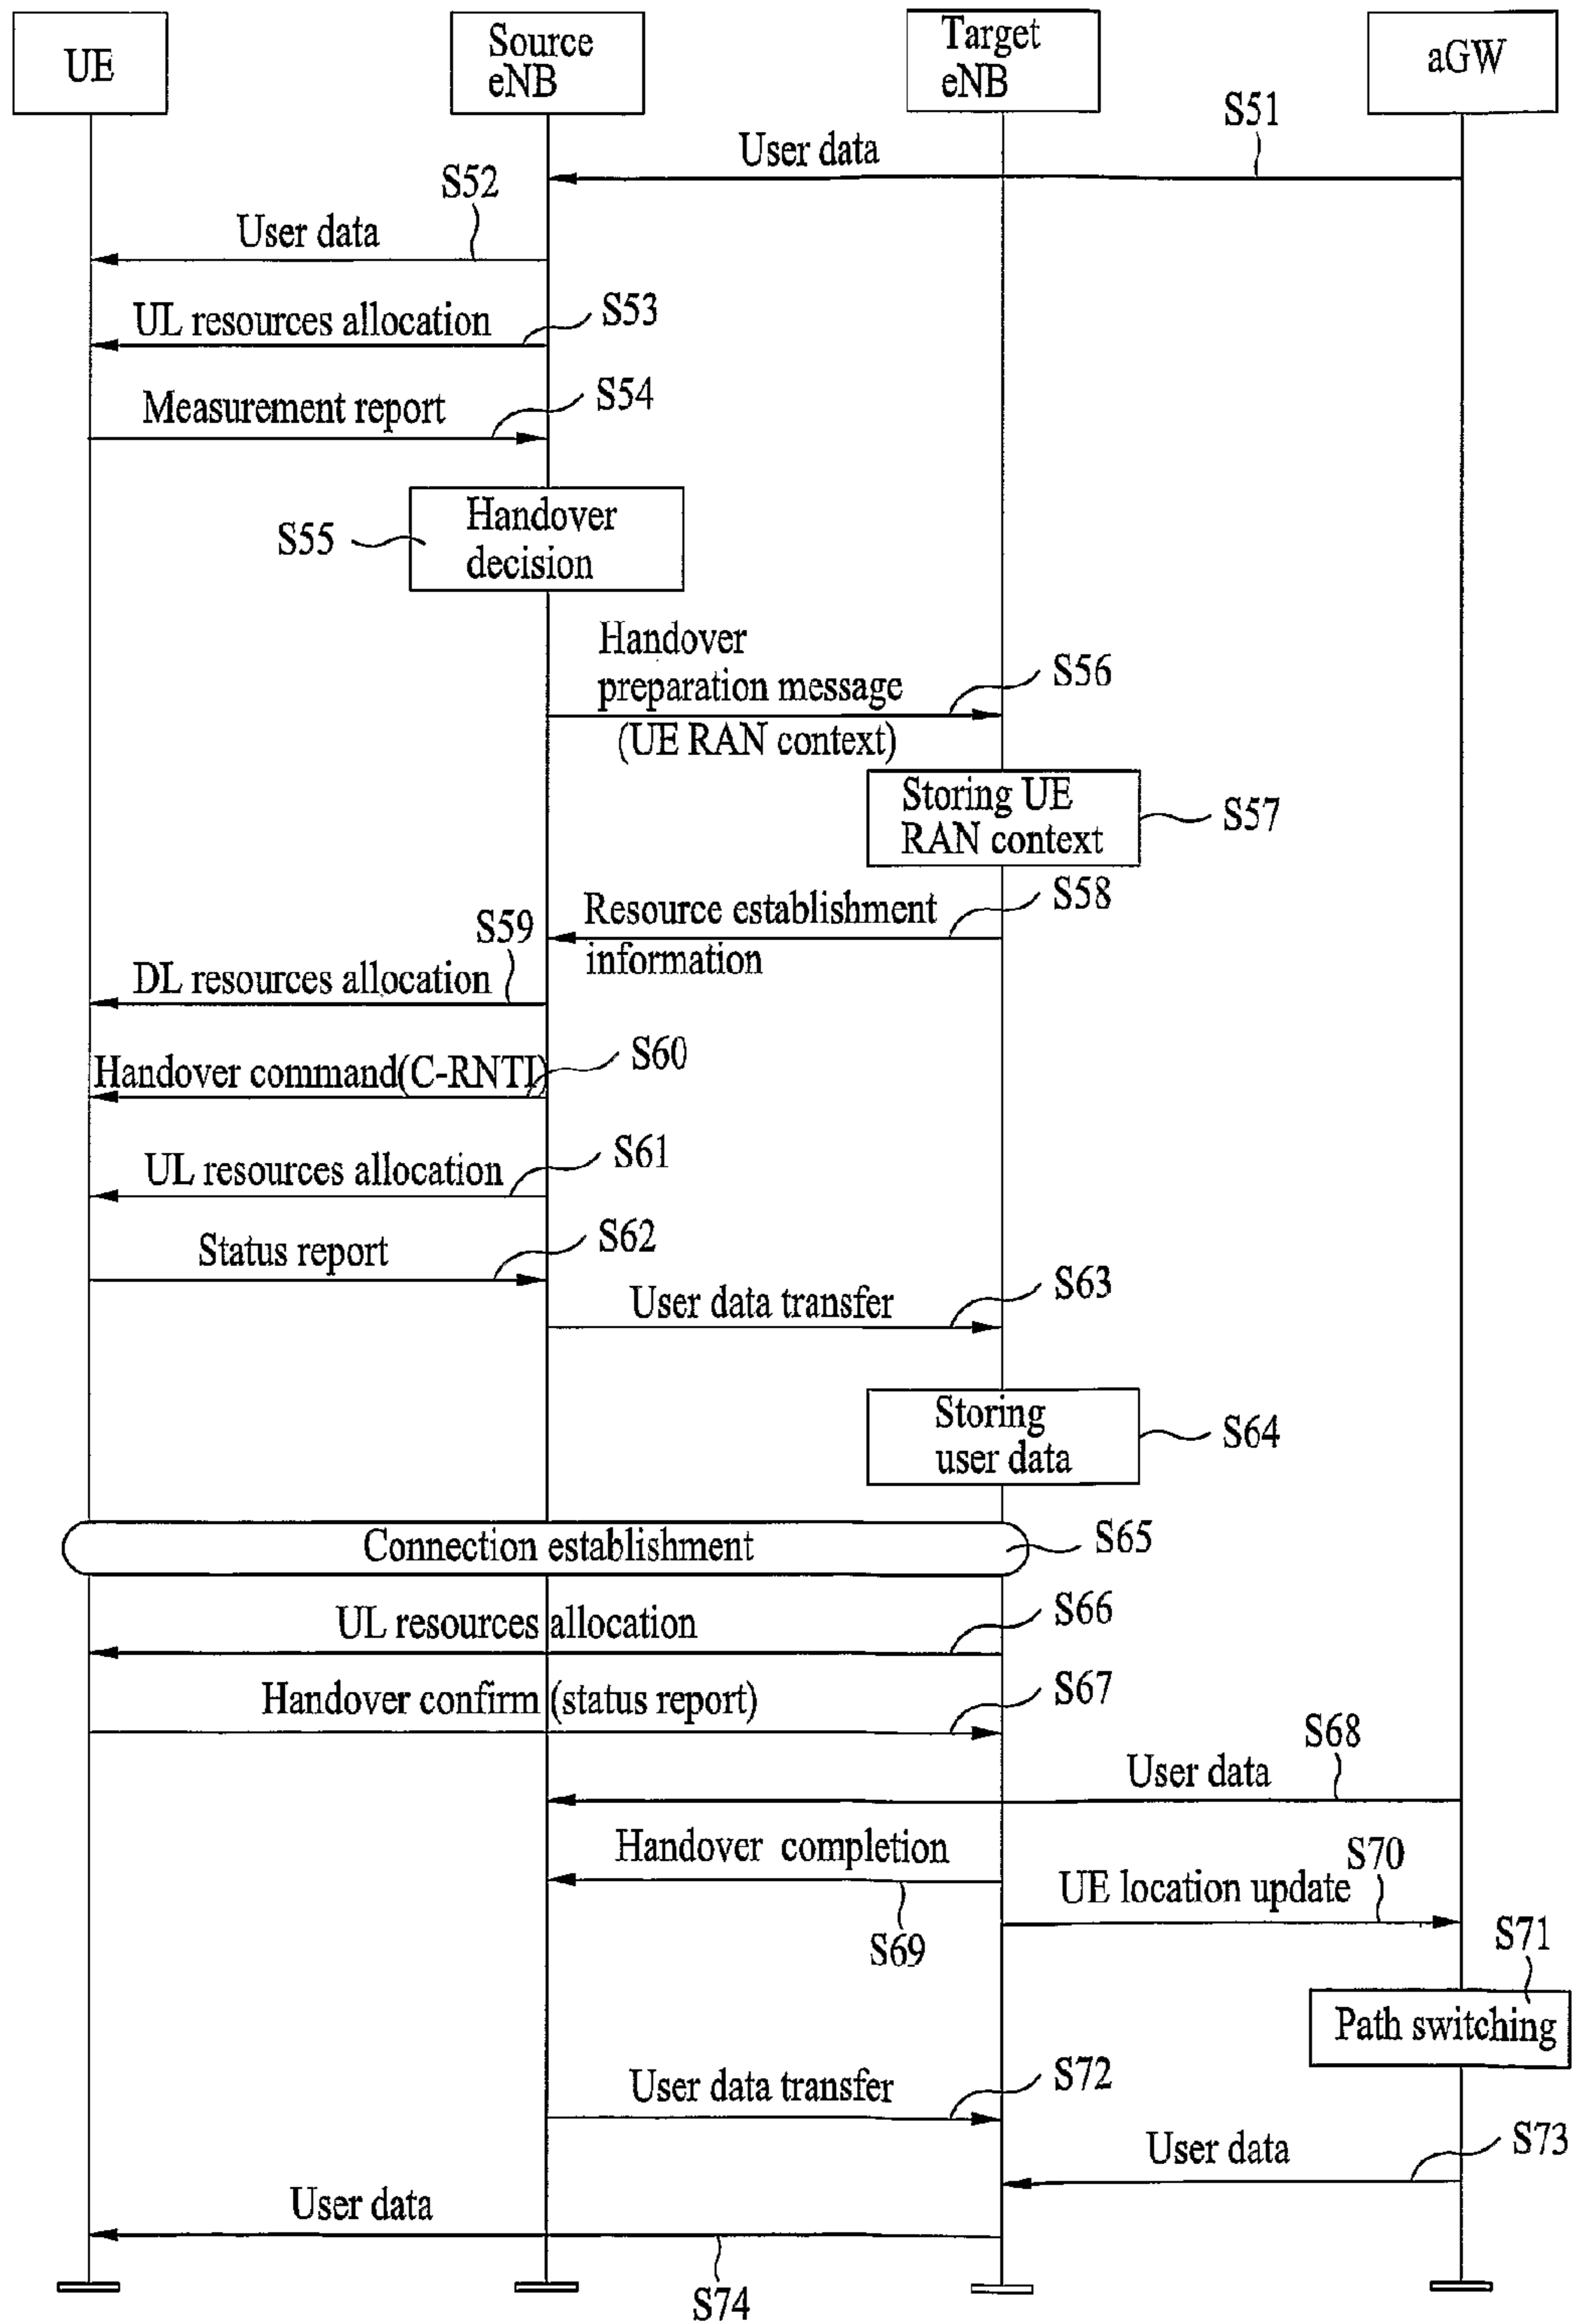 UE
Source
eNB
Target
eNB
aGW
S51
User data
S52
User data
S53
UL resources allocation
S54
Measurement report
S55
Handover
decision
Handover
preparation message
(UE RAN context)
S56
Storing UE
RAN context
S57
S58
Resource establishment
information
S59
DL resources allocation
S60
Handover command(C-RNTI)
S61
UL resources allocation
S62
Status report
S63
User data transfer
Storing
user data
S64
Connection establishment
S65
S66
UL resources allocation
S67
Handover confirm (status report)
S68
User data
Handover completion
S69
S70
UE location update
S71
Path switching
S72
User data transfer
S73
User data
User data
S74